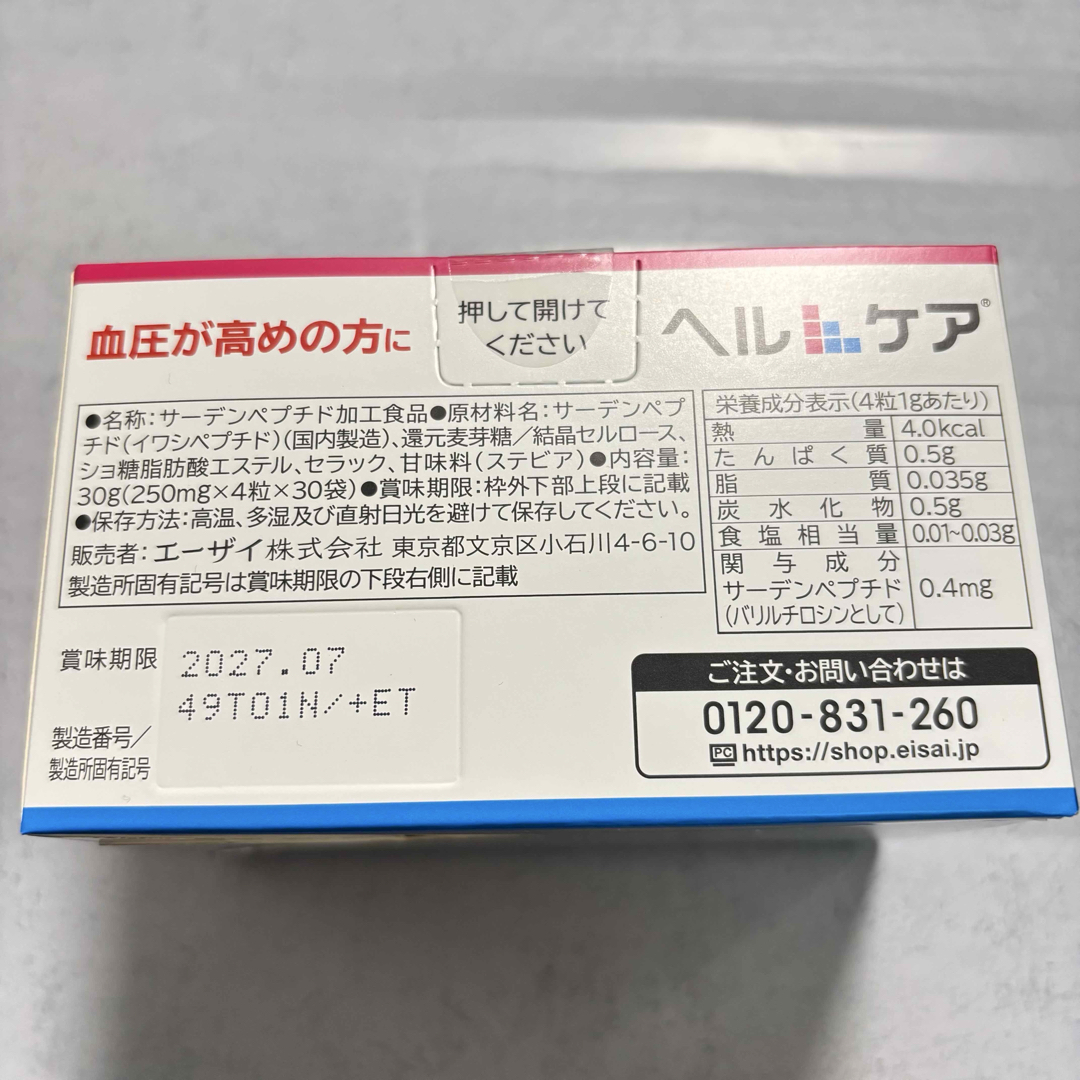 血圧が高めの方に
押して開けて
ください
ヘルケア®
●名称：サーデンペプチド加工食品●原材料名：サーデンペプ
チド（イワシペプチド）（国内製造）、還元麦芽糖／結晶セルロース、
ショ糖脂肪酸エステル、セラック、甘味料（ステビア）●内容量：
30g（250mg×4粒×30袋）●賞味期限：枠外下部上段に記載
●保存方法：高温、多湿及び直射日光を避けて保存してください。
販売者：エーザイ株式会社 東京都文京区小石川4-6-10
製造所固有記号は賞味期限の下段右側に記載
栄養成分表示（4粒1gあたり）
熱量 4.0kcal
たんぱく質 0.5g
脂質 0.035g
炭水化物 0.5g
食塩相当量 0.01~0.03g
関与成分
サーデンペプチド 0.4mg
（バリルチロシンとして）
賞味期限 2027.07
49T01N/+ET
製造番号／
製造所固有記号
ご注文・お問い合わせは
0120-831-260
PC https://shop.eisai.jp